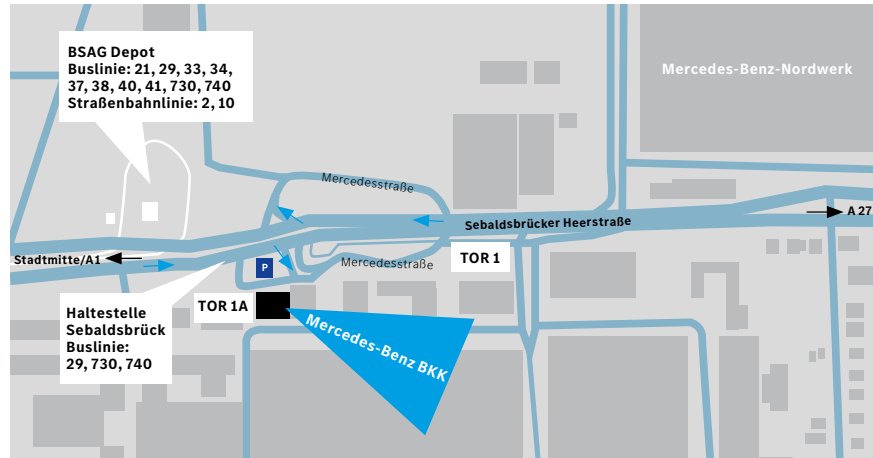 BSAG Depot
Buslinie: 21, 29, 33, 34,
37, 38, 40, 41, 730, 740
Straßenbahnlinie: 2, 10
Mercedes-Benz-Nordwerk
Mercedesstraße
Sebaldsbrücker Heerstraße
A 27
Stadtmitte/A1
P
Mercedesstraße
TOR 1
TOR 1A
Haltestelle
Sebaldsbrück
Buslinie:
29, 730, 740
Mercedes-Benz BKK